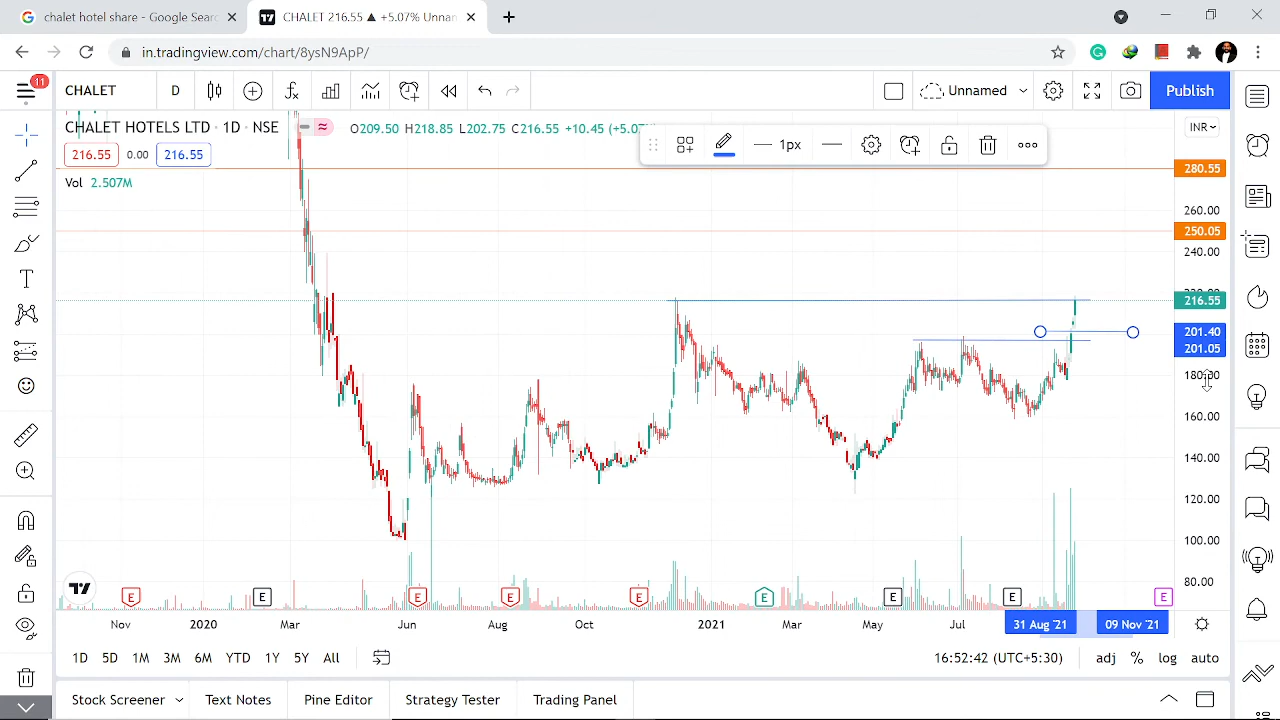 chalet hotels share - Google Sear
CHALET 216.55 ▲ +5.07% Unnar
in.tradingview.com/chart/8ysN9ApP/
11
CHALET
D
Unnamed
Publish
CHALET HOTELS LTD · 1D · NSE
O209.50 H218.85 L202.75 C216.55 +10.45 (+5.07%
1px
INR
216.55
0.00
216.55
Vol 2.507M
280.55
260.00
250.05
240.00
220.00
216.55
201.40
201.05
180.00
160.00
140.00
120.00
100.00
80.00
E E E E E E E E E
Nov 2020 Mar Jun Aug Oct 2021 Mar May Jul 31 Aug '21 09 Nov '21
1D 5D 1M 3M 6M YTD 1Y 5Y All
16:52:42 (UTC+5:30)
adj % log auto
Stock Screener
Text Notes
Pine Editor
Strategy Tester
Trading Panel